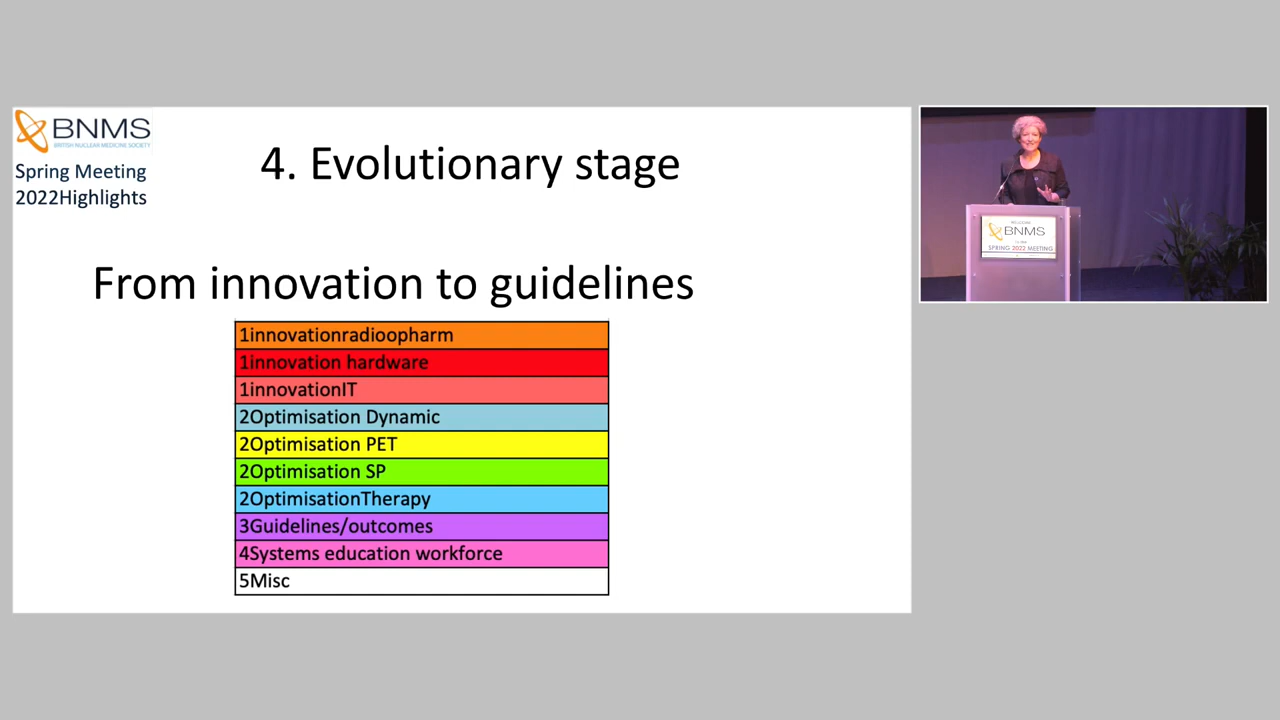 BNMS
BRITISH NUCLEAR MEDICINE SOCIETY
Spring Meeting
2022Highlights
4. Evolutionary stage
From innovation to guidelines
1innovationradioopharm
1innovation hardware
1innovationIT
2Optimisation Dynamic
2Optimisation PET
2Optimisation SP
2OptimisationTherapy
3Guidelines/outcomes
4Systems education workforce
5Misc
BNMS
SPRING 2022 MEETING